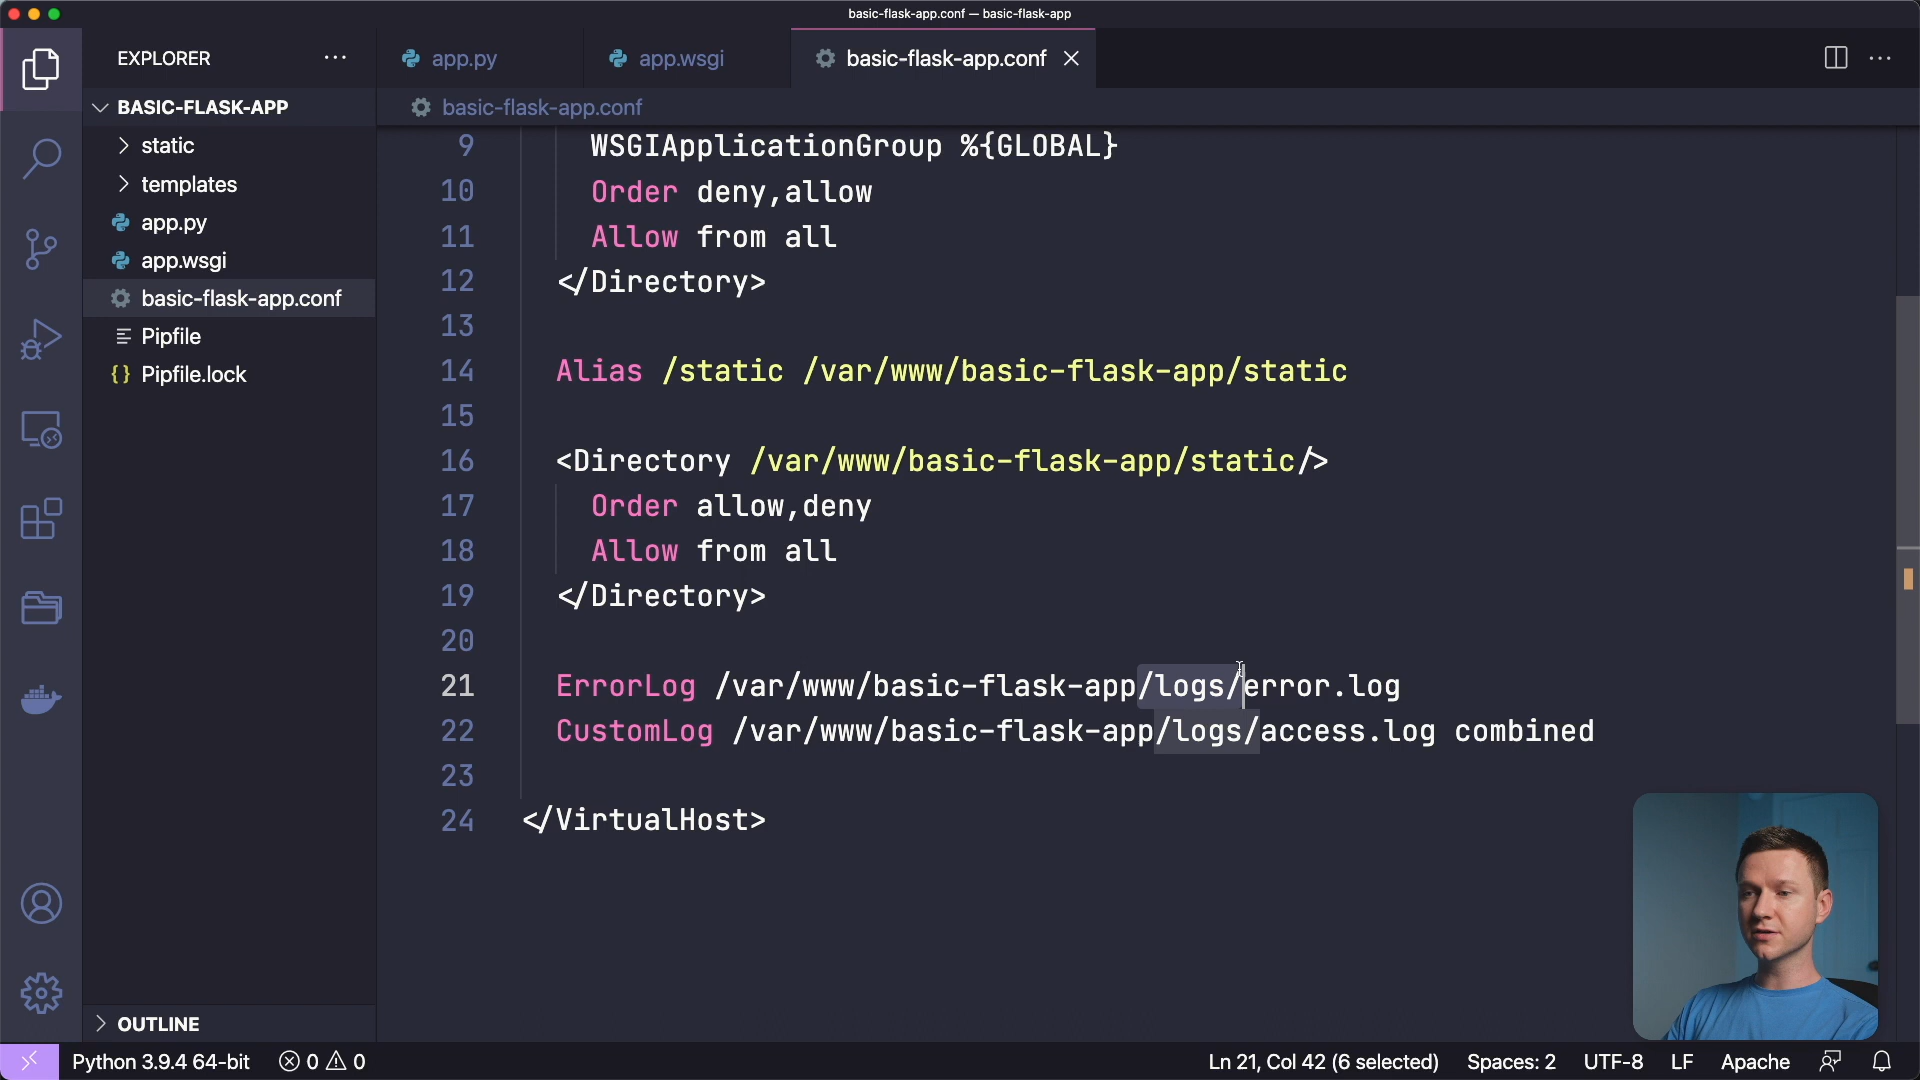 basic-flask-app.conf — basic-flask-app
EXPLORER
app.py
app.wsgi
basic-flask-app.conf
BASIC-FLASK-APP
basic-flask-app.conf
static
templates
app.py
app.wsgi
basic-flask-app.conf
Pipfile
{} Pipfile.lock
9 WSGIApplicationGroup %{GLOBAL}
10 Order deny,allow
11 Allow from all
12 </Directory>
13
14 Alias /static /var/www/basic-flask-app/static
15
16 <Directory /var/www/basic-flask-app/static/>
17 Order allow,deny
18 Allow from all
19 </Directory>
20
21 ErrorLog /var/www/basic-flask-app/logs/error.log
22 CustomLog /var/www/basic-flask-app/logs/access.log combined
23
24 </VirtualHost>
OUTLINE
Python 3.9.4 64-bit 0 0 Ln 21, Col 42 (6 selected) Spaces: 2 UTF-8 LF Apache